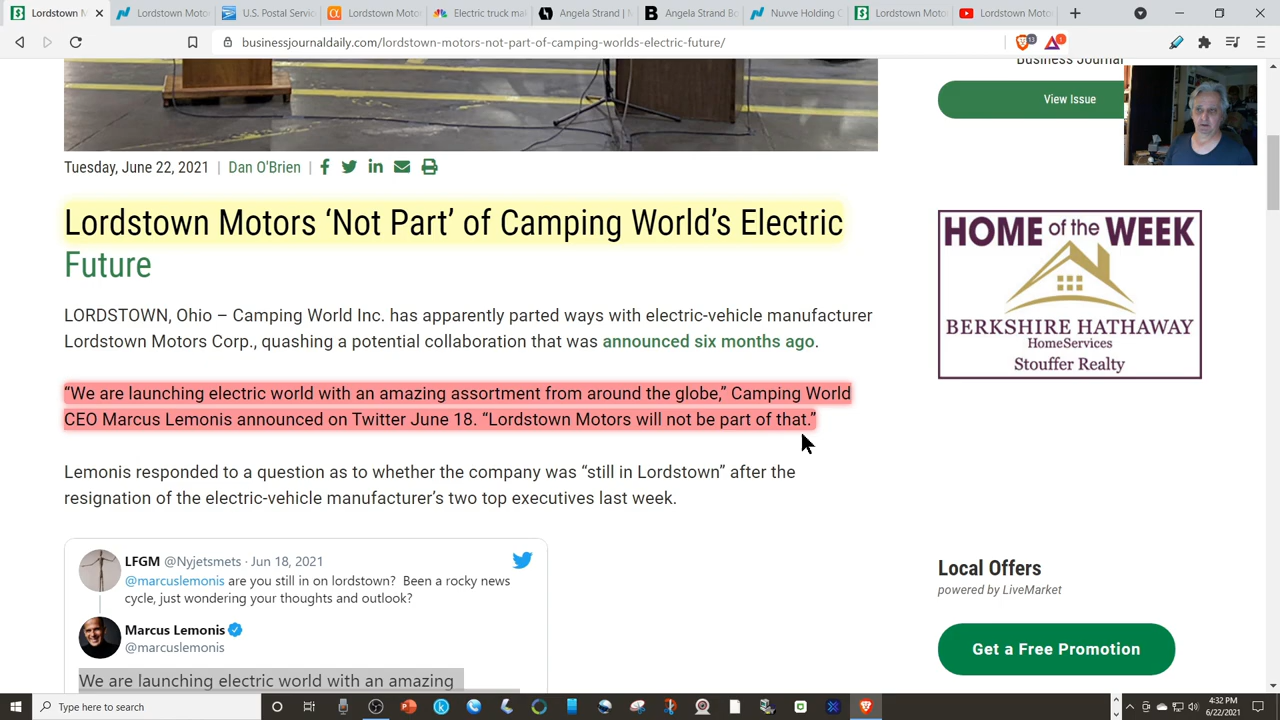 Lordstown M
Lordstown Moto
U.S. Postal Servic
Lordstown Moto
Electric truck mak
Angela Strand | M
Angela Strand Bo
Nuvve Holding C
Lordstown Moto
Lordstown Moto
businessjournaldaily.com/lordstown-motors-not-part-of-camping-worlds-electric-future/
Business Journal
View Issue
Tuesday, June 22, 2021 | Dan O'Brien |
Lordstown Motors ‘Not Part’ of Camping World’s Electric
Future
LORDSTOWN, Ohio – Camping World Inc. has apparently parted ways with electric-vehicle manufacturer
Lordstown Motors Corp., quashing a potential collaboration that was announced six months ago.
“We are launching electric world with an amazing assortment from around the globe,” Camping World
CEO Marcus Lemonis announced on Twitter June 18. “Lordstown Motors will not be part of that.”
Lemonis responded to a question as to whether the company was “still in Lordstown” after the
resignation of the electric-vehicle manufacturer’s two top executives last week.
LFGM @Nyjetsmets · Jun 18, 2021
@marcuslemonis are you still in on lordstown? Been a rocky news
cycle, just wondering your thoughts and outlook?
Marcus Lemonis
@marcuslemonis
We are launching electric world with an amazing
HOME of the WEEK
BERKSHIRE HATHAWAY
HomeServices
Stouffer Realty
Local Offers
powered by LiveMarket
Get a Free Promotion
Type here to search
4:32 PM
6/22/2021